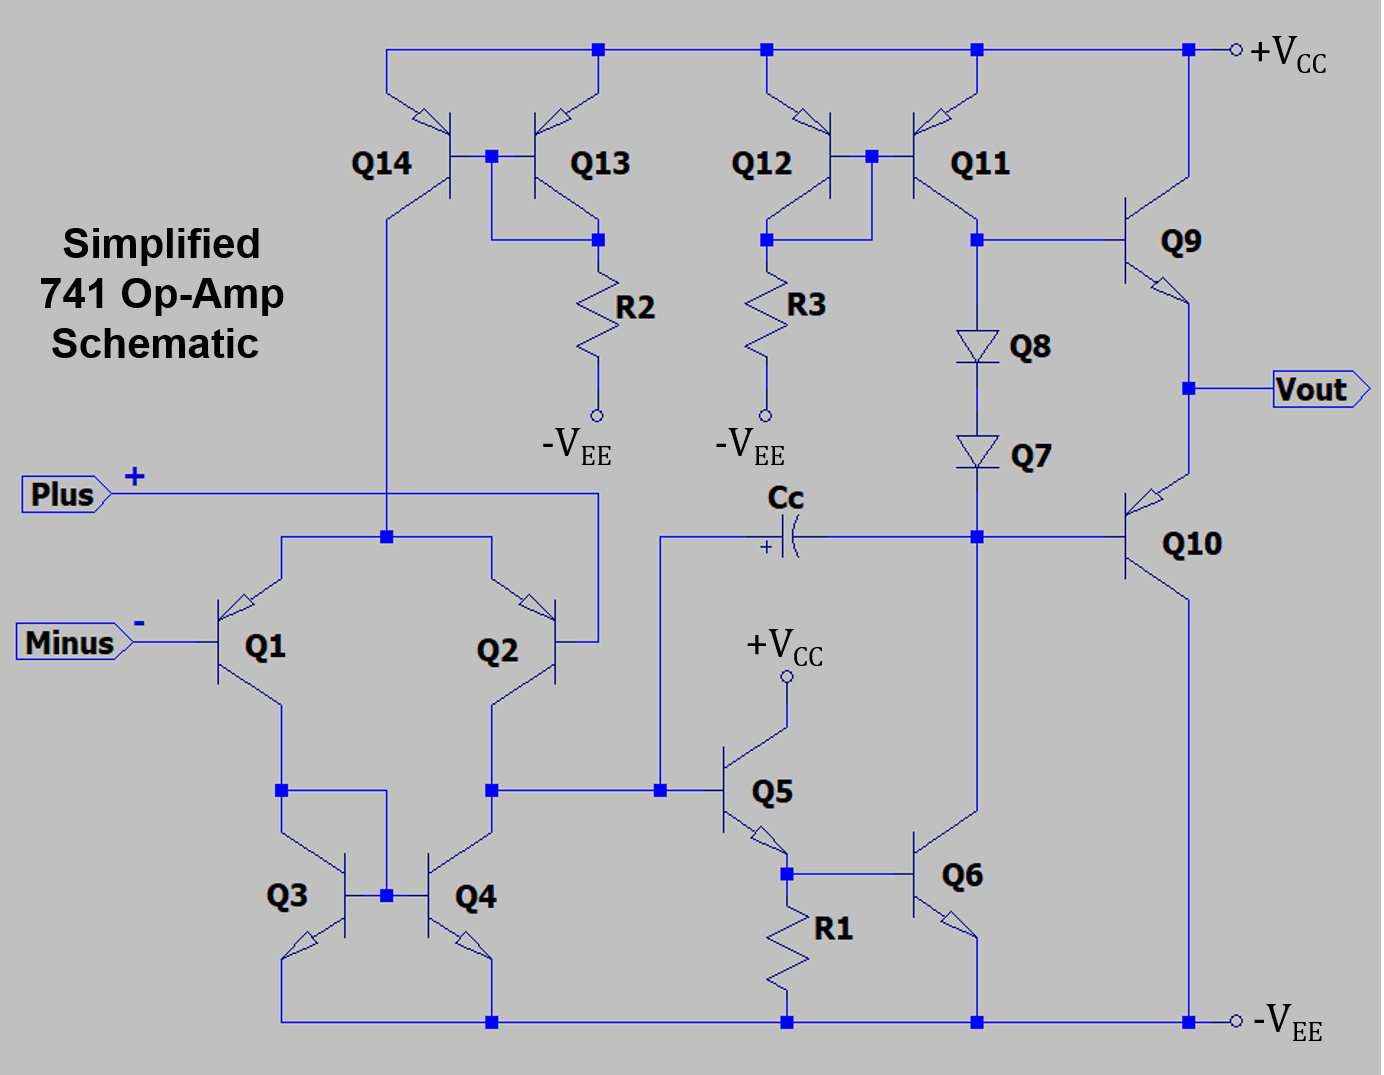 +VCC
Q14
Q13
Q12
Q11
Simplified
741 Op-Amp
Schematic
Q9
R2
R3
Q8
Vout
-VEE
-VEE
Q7
Plus
+
Cc
+
Q10
Minus
-
Q1
Q2
+VCC
Q5
Q3
Q4
Q6
R1
-VEE